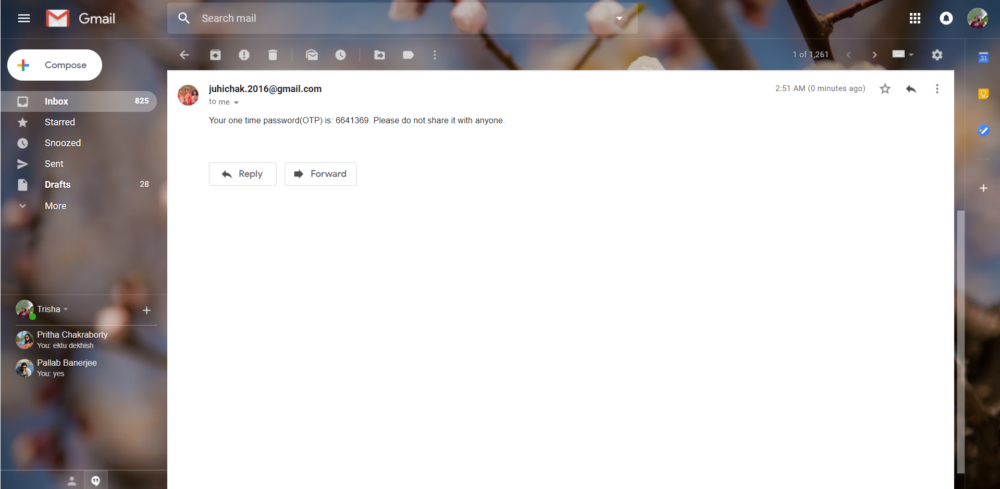 Gmail
Search mail
Compose
1 of 1,261
31
Inbox 825
Starred
Snoozed
Sent
Drafts 28
More
juhichak.2016@gmail.com
2:51 AM (0 minutes ago)
to me
Your one time password(OTP) is: 6641369. Please do not share it with anyone.
Reply
Forward
Trisha
Pritha Chakraborty
You: ektu dekhish
Pallab Banerjee
You: yes